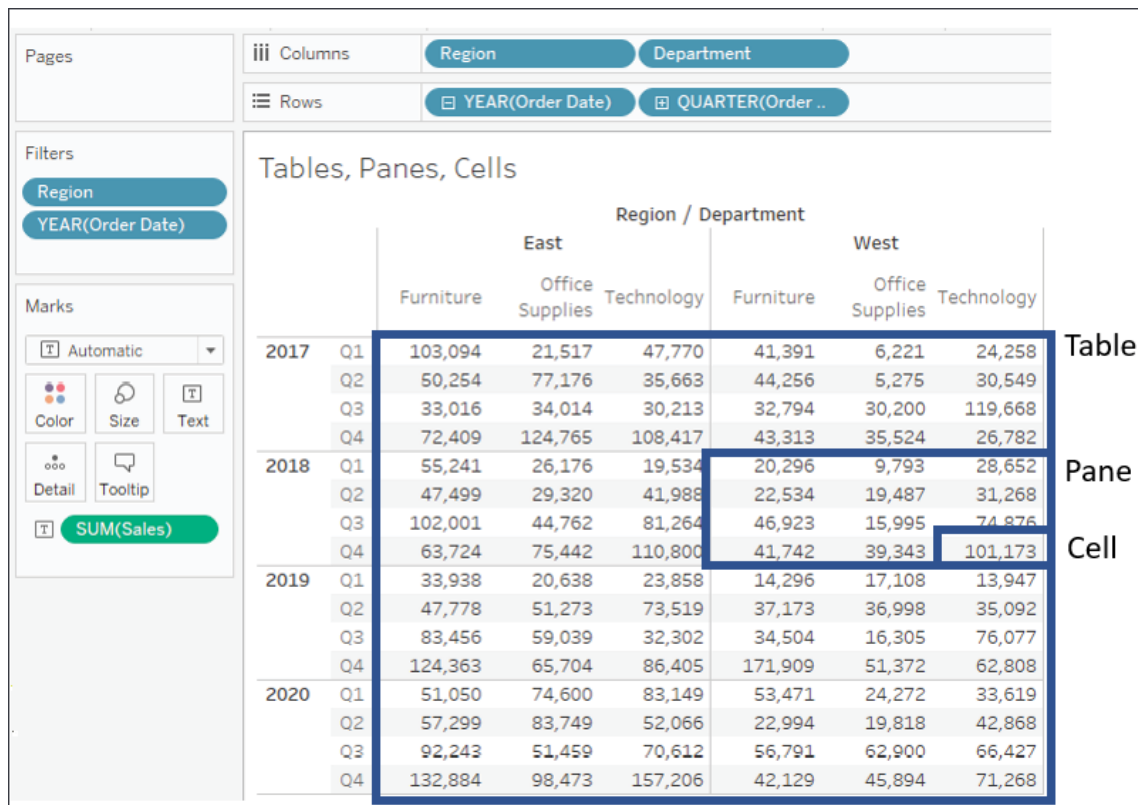 Pages
iii Columns
Region
Department
Rows
YEAR(Order Date)
QUARTER(Order ..
Filters
Region
YEAR(Order Date)
Marks
T Automatic
Color
Size
T
Text
Detail
Tooltip
T SUM(Sales)
Tables, Panes, Cells
Region / Department
East West
Furniture Office Supplies Technology Furniture Office Supplies Technology
2017 Q1 103,094 21,517 47,770 41,391 6,221 24,258 Table
Q2 50,254 77,176 35,663 44,256 5,275 30,549
Q3 33,016 34,014 30,213 32,794 30,200 119,668
Q4 72,409 124,765 108,417 43,313 35,524 26,782
2018 Q1 55,241 26,176 19,534 20,296 9,793 28,652 Pane
Q2 47,499 29,320 41,988 22,534 19,487 31,268
Q3 102,001 44,762 81,264 46,923 15,995 74,876
Q4 63,724 75,442 110,800 41,742 39,343 101,173 Cell
2019 Q1 33,938 20,638 23,858 14,296 17,108 13,947
Q2 47,778 51,273 73,519 37,173 36,998 35,092
Q3 83,456 59,039 32,302 34,504 16,305 76,077
Q4 124,363 65,704 86,405 171,909 51,372 62,808
2020 Q1 51,050 74,600 83,149 53,471 24,272 33,619
Q2 57,299 83,749 52,066 22,994 19,818 42,868
Q3 92,243 51,459 70,612 56,791 62,900 66,427
Q4 132,884 98,473 157,206 42,129 45,894 71,268